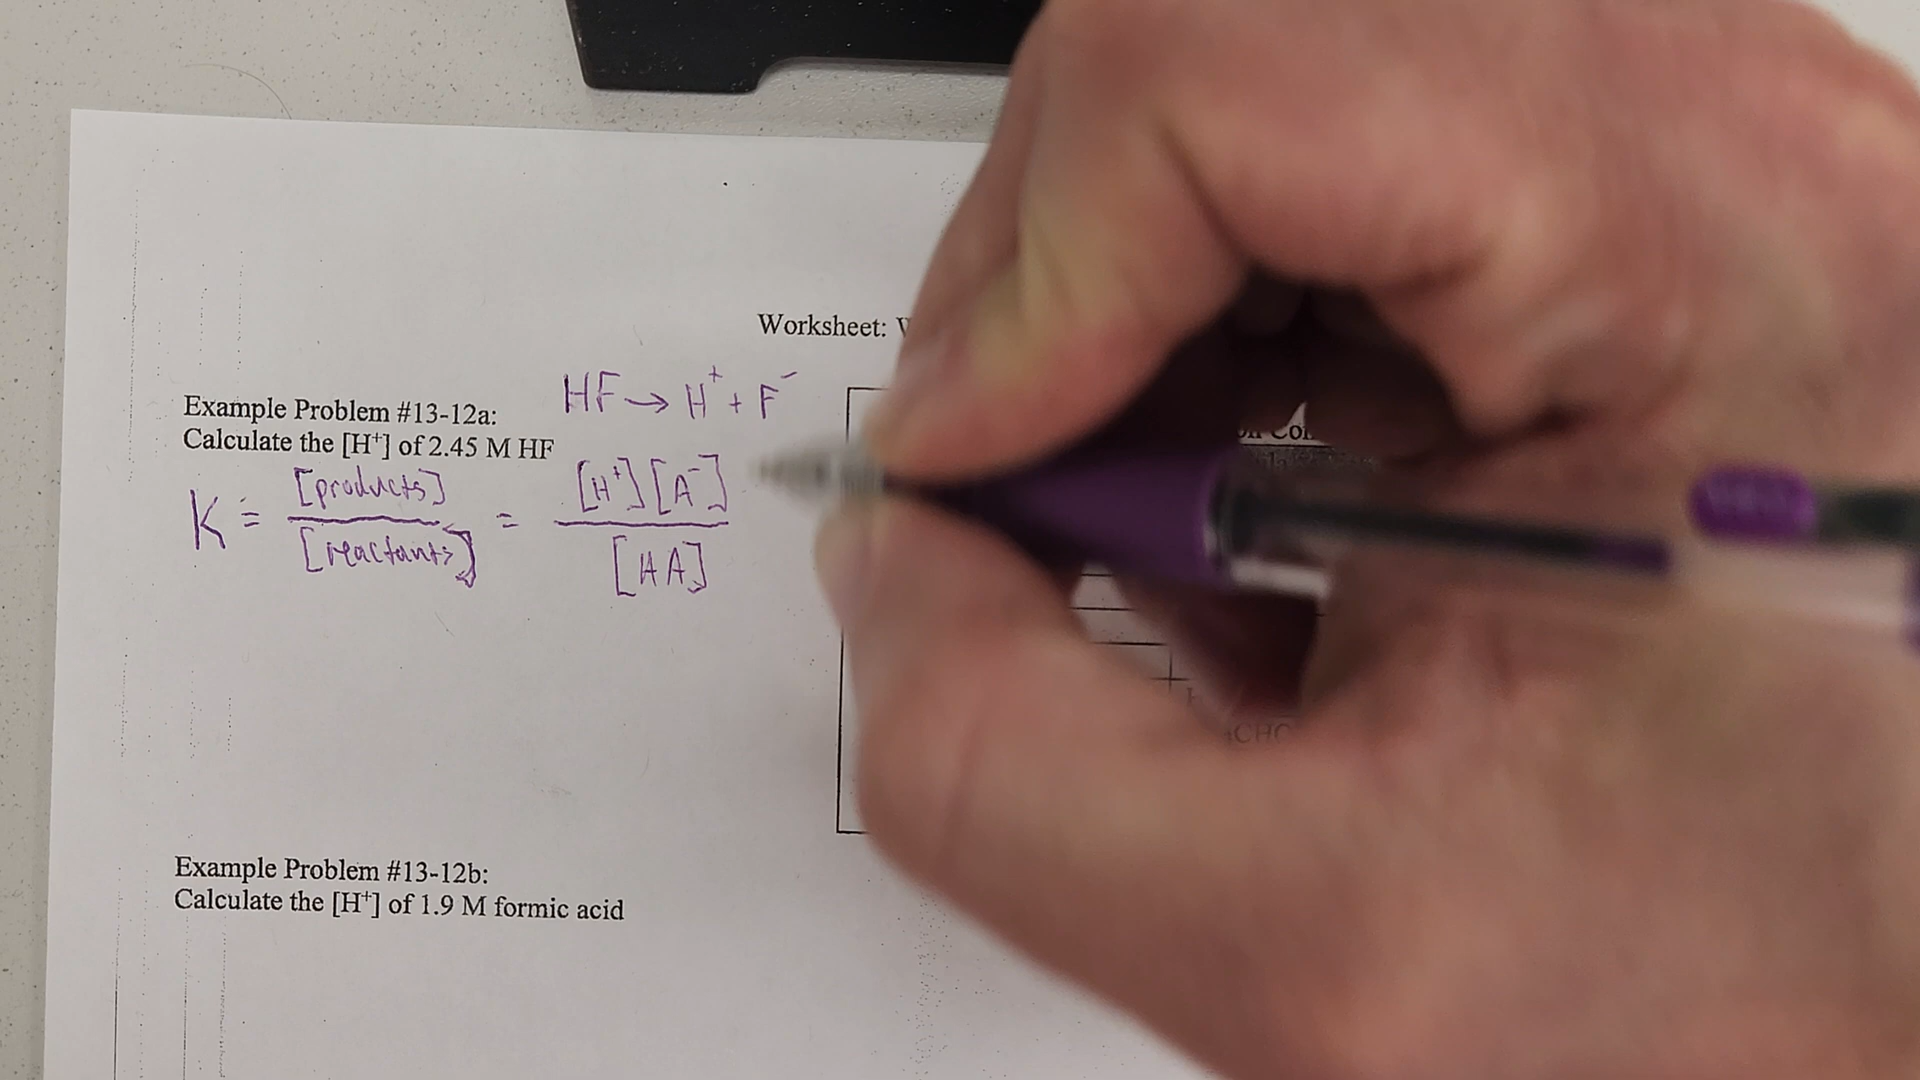 Worksheet:
HF → H⁺ + F⁻
Example Problem #13-12a:
Calculate the [H⁺] of 2.45 M HF
K = [products] / [reactants] = [H⁺][A⁻] / [HA]
Example Problem #13-12b:
Calculate the [H⁺] of 1.9 M formic acid